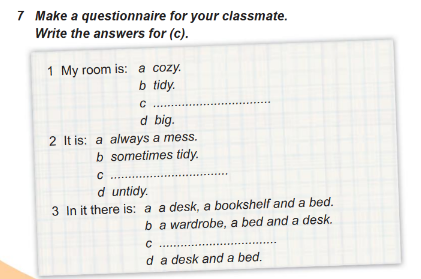 7 Make a questionnaire for your classmate.
Write the answers for (c).
1 My room is: a cozy.
b tidy.
c ..............................
d big.
2 It is: a always a mess.
b sometimes tidy.
c ..............................
d untidy.
3 In it there is: a a desk, a bookshelf and a bed.
b a wardrobe, a bed and a desk.
c ..............................
d a desk and a bed.